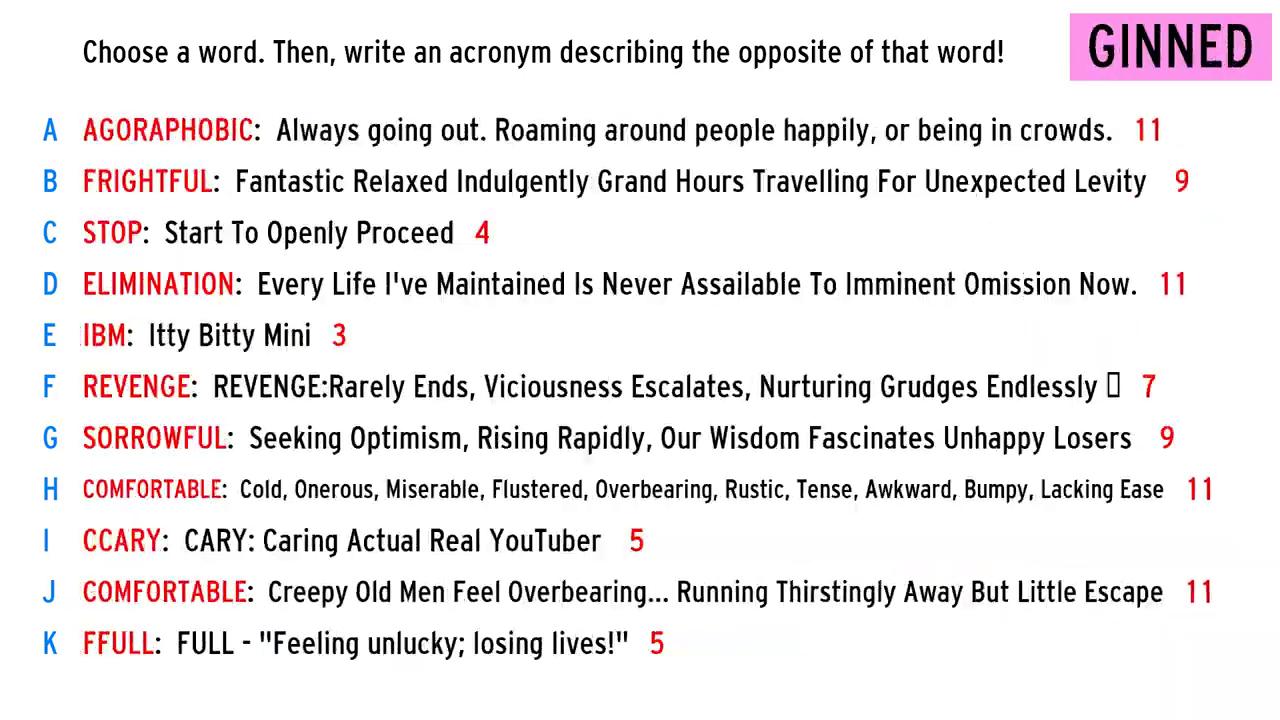 Choose a word. Then, write an acronym describing the opposite of that word!
GINNED
A AGORAPHOBIC: Always going out. Roaming around people happily, or being in crowds. 11
B FRIGHTFUL: Fantastic Relaxed Indulgently Grand Hours Travelling For Unexpected Levity 9
C STOP: Start To Openly Proceed 4
D ELIMINATION: Every Life I've Maintained Is Never Assailable To Imminent Omission Now. 11
E IBM: Itty Bitty Mini 3
F REVENGE: REVENGE:Rarely Ends, Viciousness Escalates, Nurturing Grudges Endlessly ▯ 7
G SORROWFUL: Seeking Optimism, Rising Rapidly, Our Wisdom Fascinates Unhappy Losers 9
H COMFORTABLE: Cold, Onerous, Miserable, Flustered, Overbearing, Rustic, Tense, Awkward, Bumpy, Lacking Ease 11
I CCARY: CARY: Caring Actual Real YouTuber 5
J COMFORTABLE: Creepy Old Men Feel Overbearing... Running Thirstingly Away But Little Escape 11
K FFULL: FULL - "Feeling unlucky; losing lives!" 5